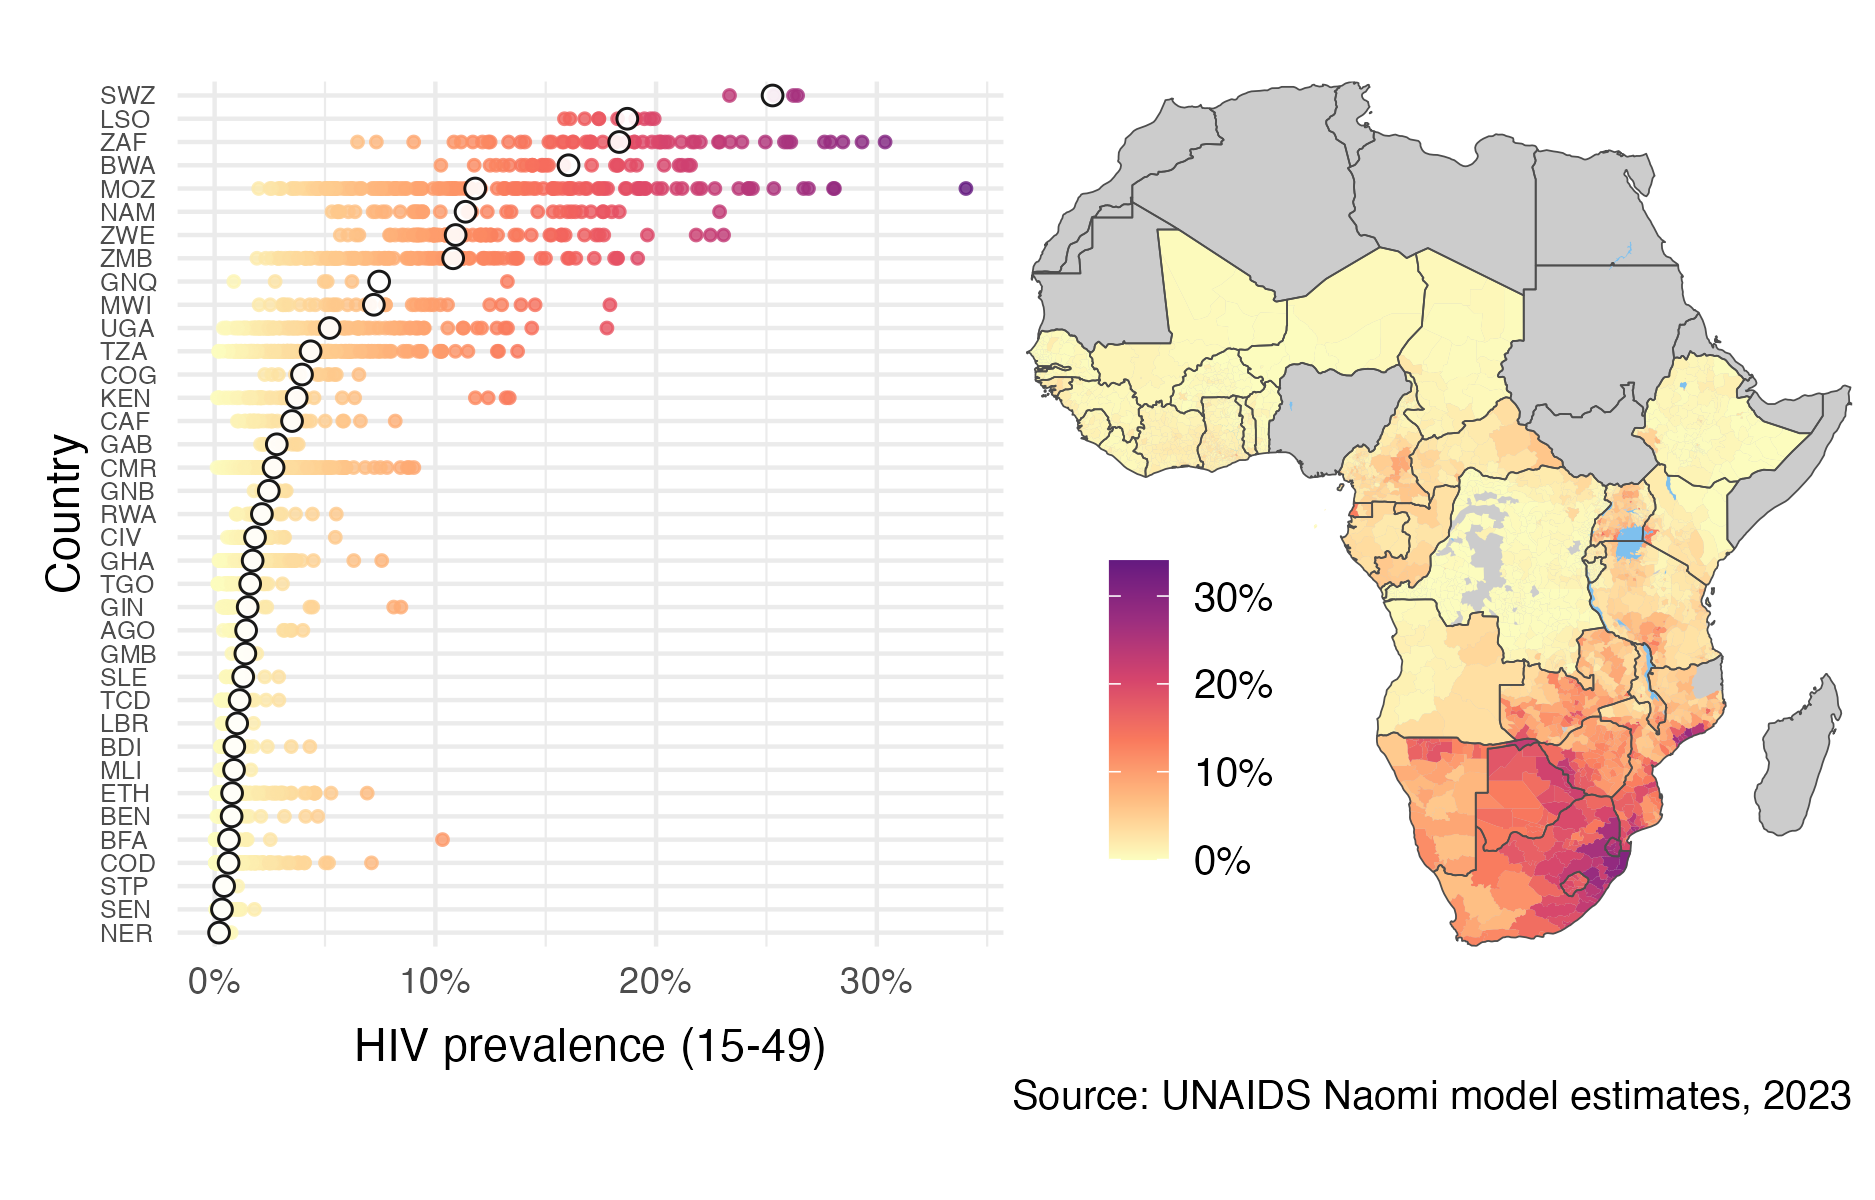 SWZ
LSO
ZAF
BWA
MOZ
NAM
ZWE
ZMB
GNQ
MWI
UGA
TZA
COG
KEN
CAF
GAB
CMR
GNB
RWA
CIV
GHA
TGO
GIN
AGO
GMB
SLE
TCD
LBR
BDI
MLI
ETH
BEN
BFA
COD
STP
SEN
NER
Country
0% 10% 20% 30%
HIV prevalence (15-49)
30%
20%
10%
0%
Source: UNAIDS Naomi model estimates, 2023